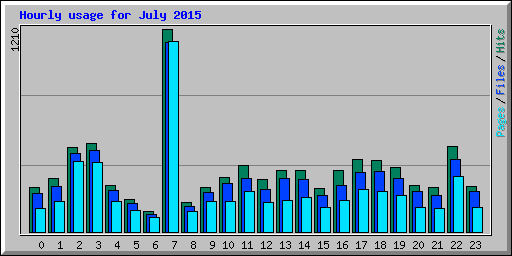 Hourly usage for July 2015
1210
Pages / Files / Hits
0 1 2 3 4 5 6 7 8 9 10 11 12 13 14 15 16 17 18 19 20 21 22 23